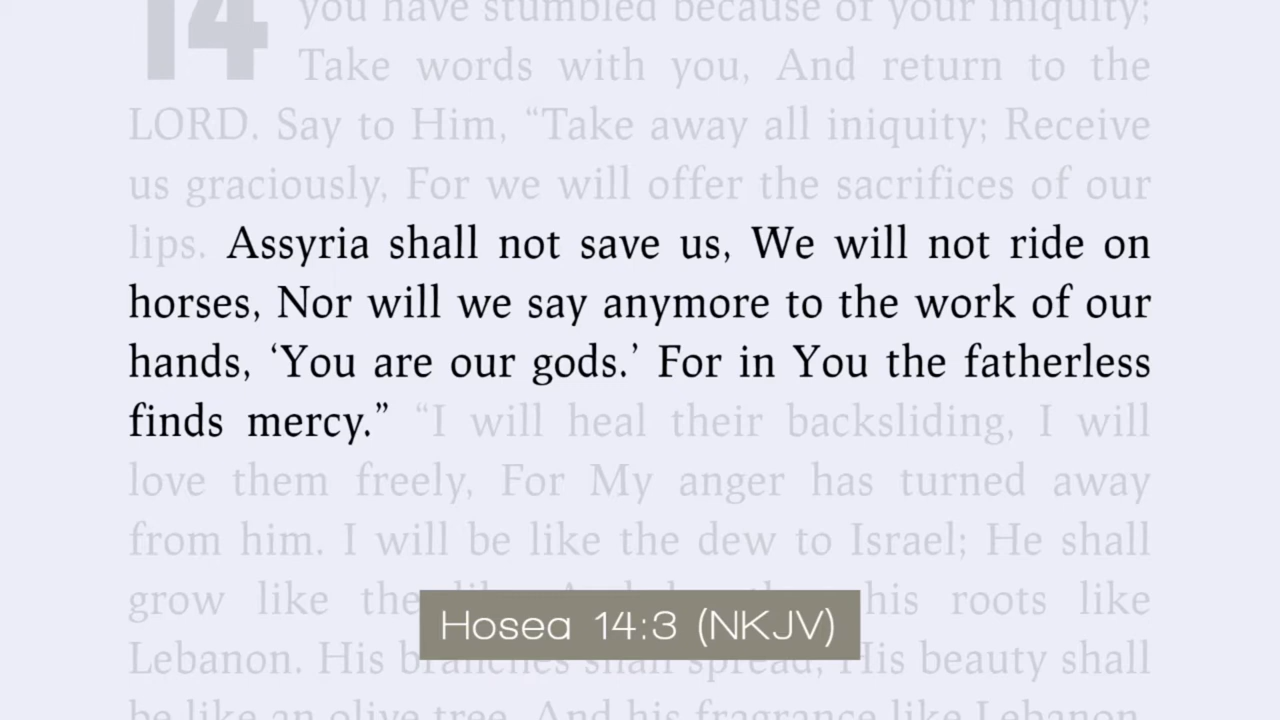 14 you have stumbled because of your iniquity;
Take words with you, And return to the
LORD. Say to Him, “Take away all iniquity; Receive
us graciously, For we will offer the sacrifices of our
lips. Assyria shall not save us, We will not ride on
horses, Nor will we say anymore to the work of our
hands, ‘You are our gods.’ For in You the fatherless
finds mercy.” “I will heal their backsliding, I will
love them freely, For My anger has turned away
from him. I will be like the dew to Israel; He shall
grow like the his roots like
Hosea 14:3 (NKJV)
Lebanon. His branches shall spread; His beauty shall
be like an olive tree, And his fragrance like Lebanon.